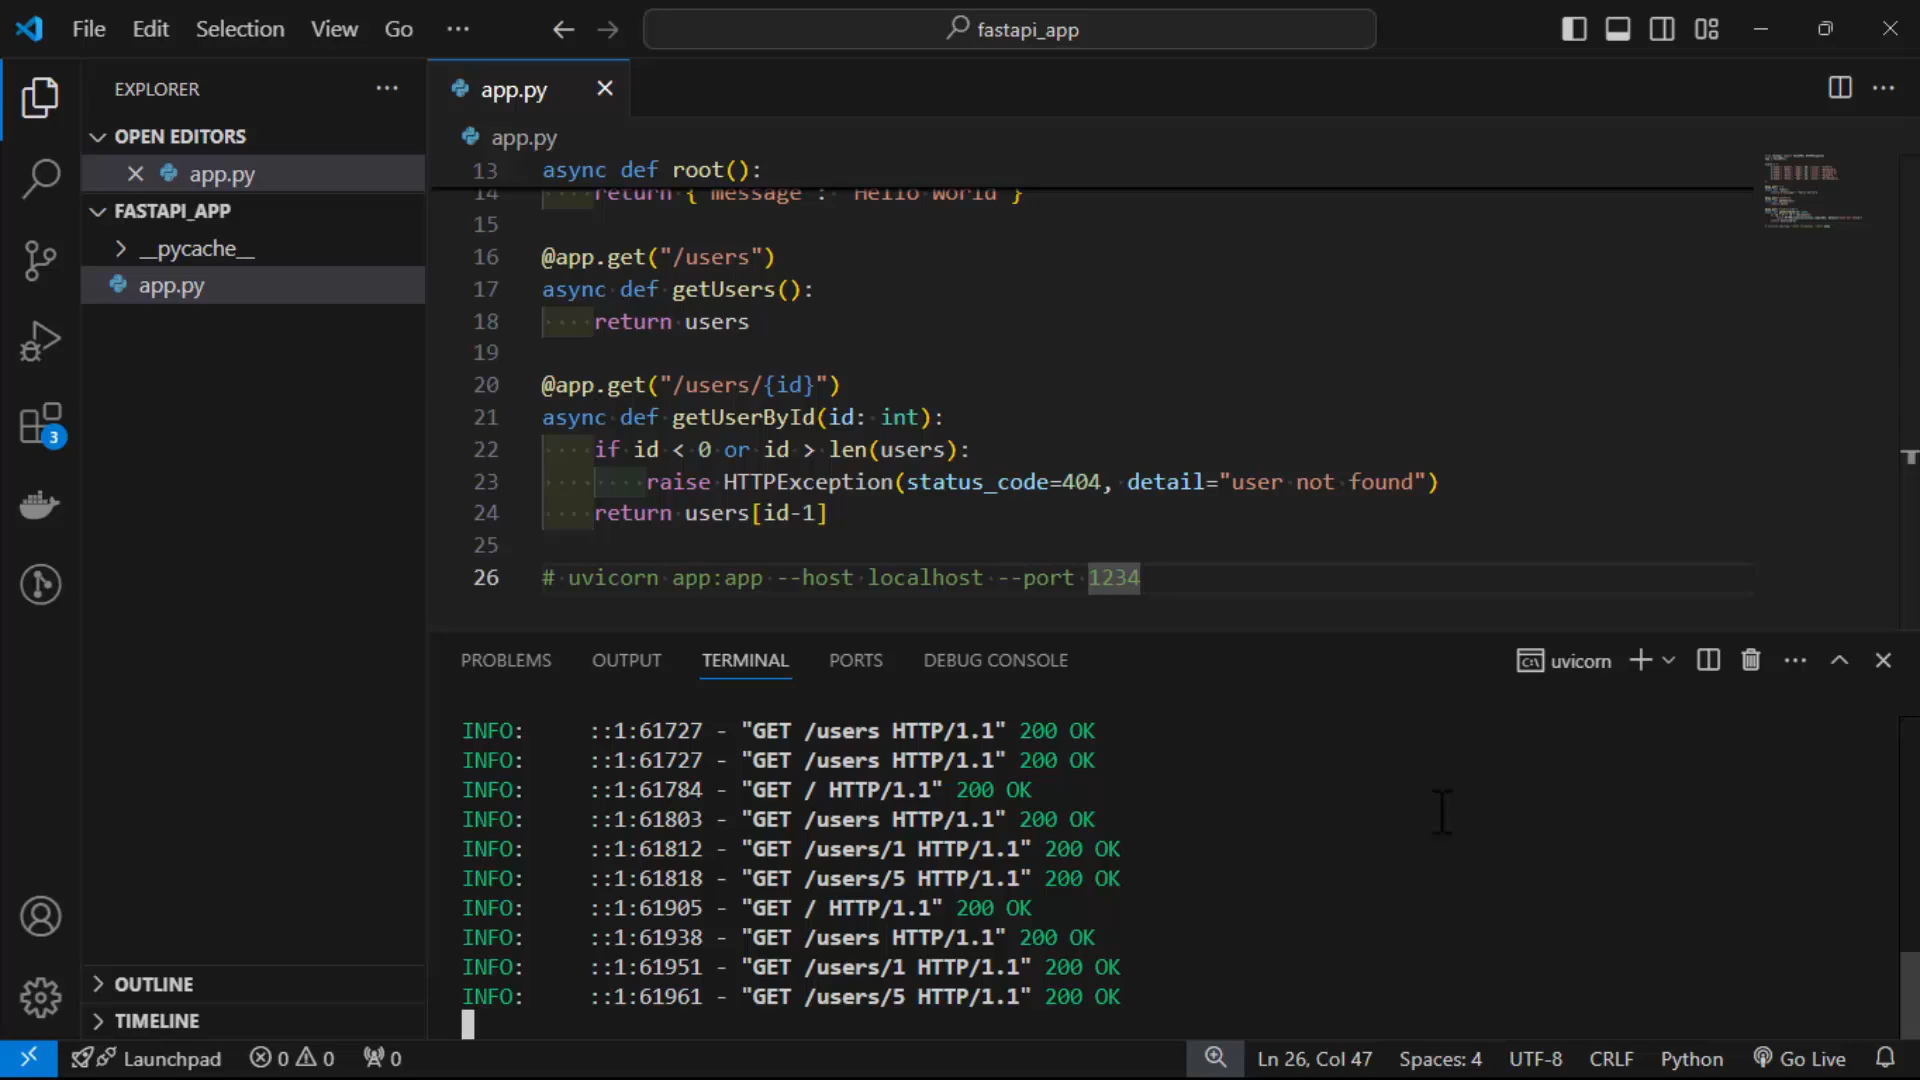 File Edit Selection View Go ···
fastapi_app
EXPLORER
OPEN EDITORS
app.py
FASTAPI_APP
__pycache__
app.py
3
OUTLINE
TIMELINE
app.py
app.py
13 async def root():
14 return { message : Hello World }
15
16 @app.get("/users")
17 async def getUsers():
18 return users
19
20 @app.get("/users/{id}")
21 async def getUserById(id: int):
22 if id < 0 or id > len(users):
23 raise HTTPException(status_code=404, detail="user not found")
24 return users[id-1]
25
26 # uvicorn app:app --host localhost --port 1234
PROBLEMS OUTPUT TERMINAL PORTS DEBUG CONSOLE uvicorn
INFO: ::1:61727 - "GET /users HTTP/1.1" 200 OK
INFO: ::1:61727 - "GET /users HTTP/1.1" 200 OK
INFO: ::1:61784 - "GET / HTTP/1.1" 200 OK
INFO: ::1:61803 - "GET /users HTTP/1.1" 200 OK
INFO: ::1:61812 - "GET /users/1 HTTP/1.1" 200 OK
INFO: ::1:61818 - "GET /users/5 HTTP/1.1" 200 OK
INFO: ::1:61905 - "GET / HTTP/1.1" 200 OK
INFO: ::1:61938 - "GET /users HTTP/1.1" 200 OK
INFO: ::1:61951 - "GET /users/1 HTTP/1.1" 200 OK
INFO: ::1:61961 - "GET /users/5 HTTP/1.1" 200 OK
Launchpad 0 0 0 Ln 26, Col 47 Spaces: 4 UTF-8 CRLF Python Go Live